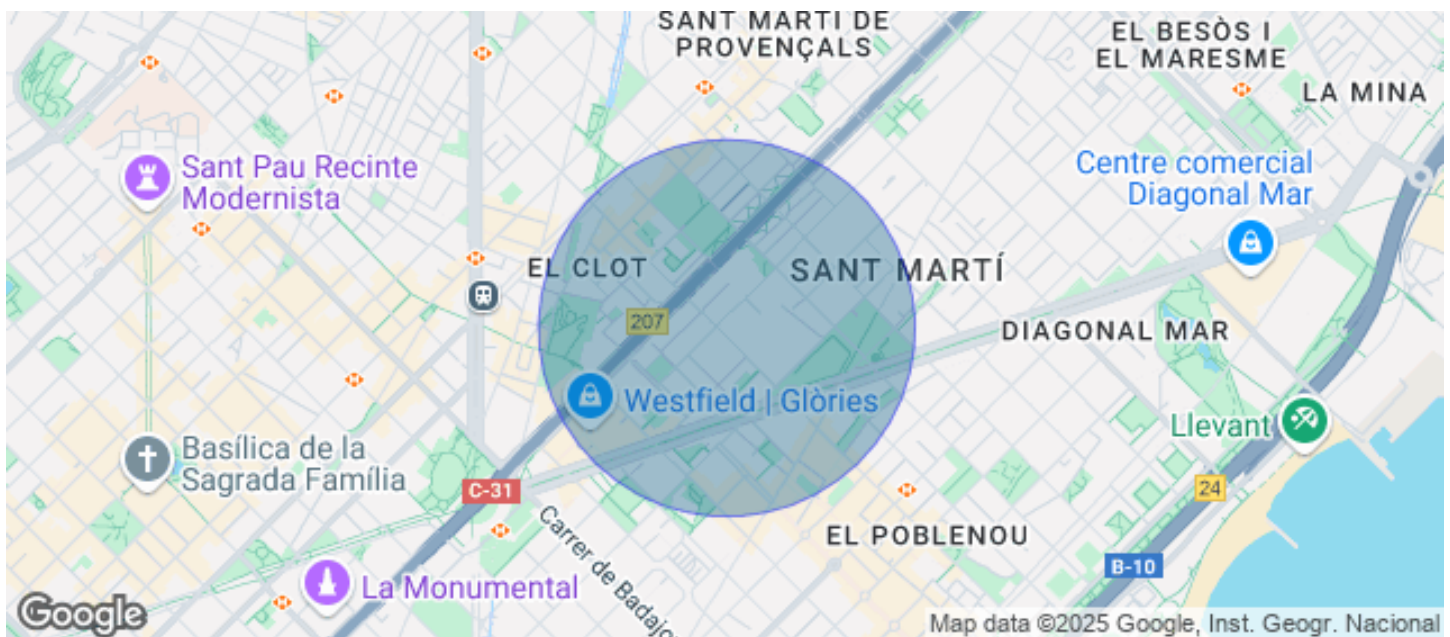 SANT MARTÍ DE
PROVENÇALS
EL BESÒS I
EL MARESME
LA MINA
Sant Pau Recinte
Modernista
Centre comercial
Diagonal Mar
EL CLOT
SANT MARTÍ
207
DIAGONAL MAR
Westfield | Glòries
Llevant
Basílica de la
Sagrada Família
C-31
24
Carrer de Badajo
EL POBLENOU
B-10
La Monumental
Google
Map data ©2025 Google, Inst. Geogr. Nacional